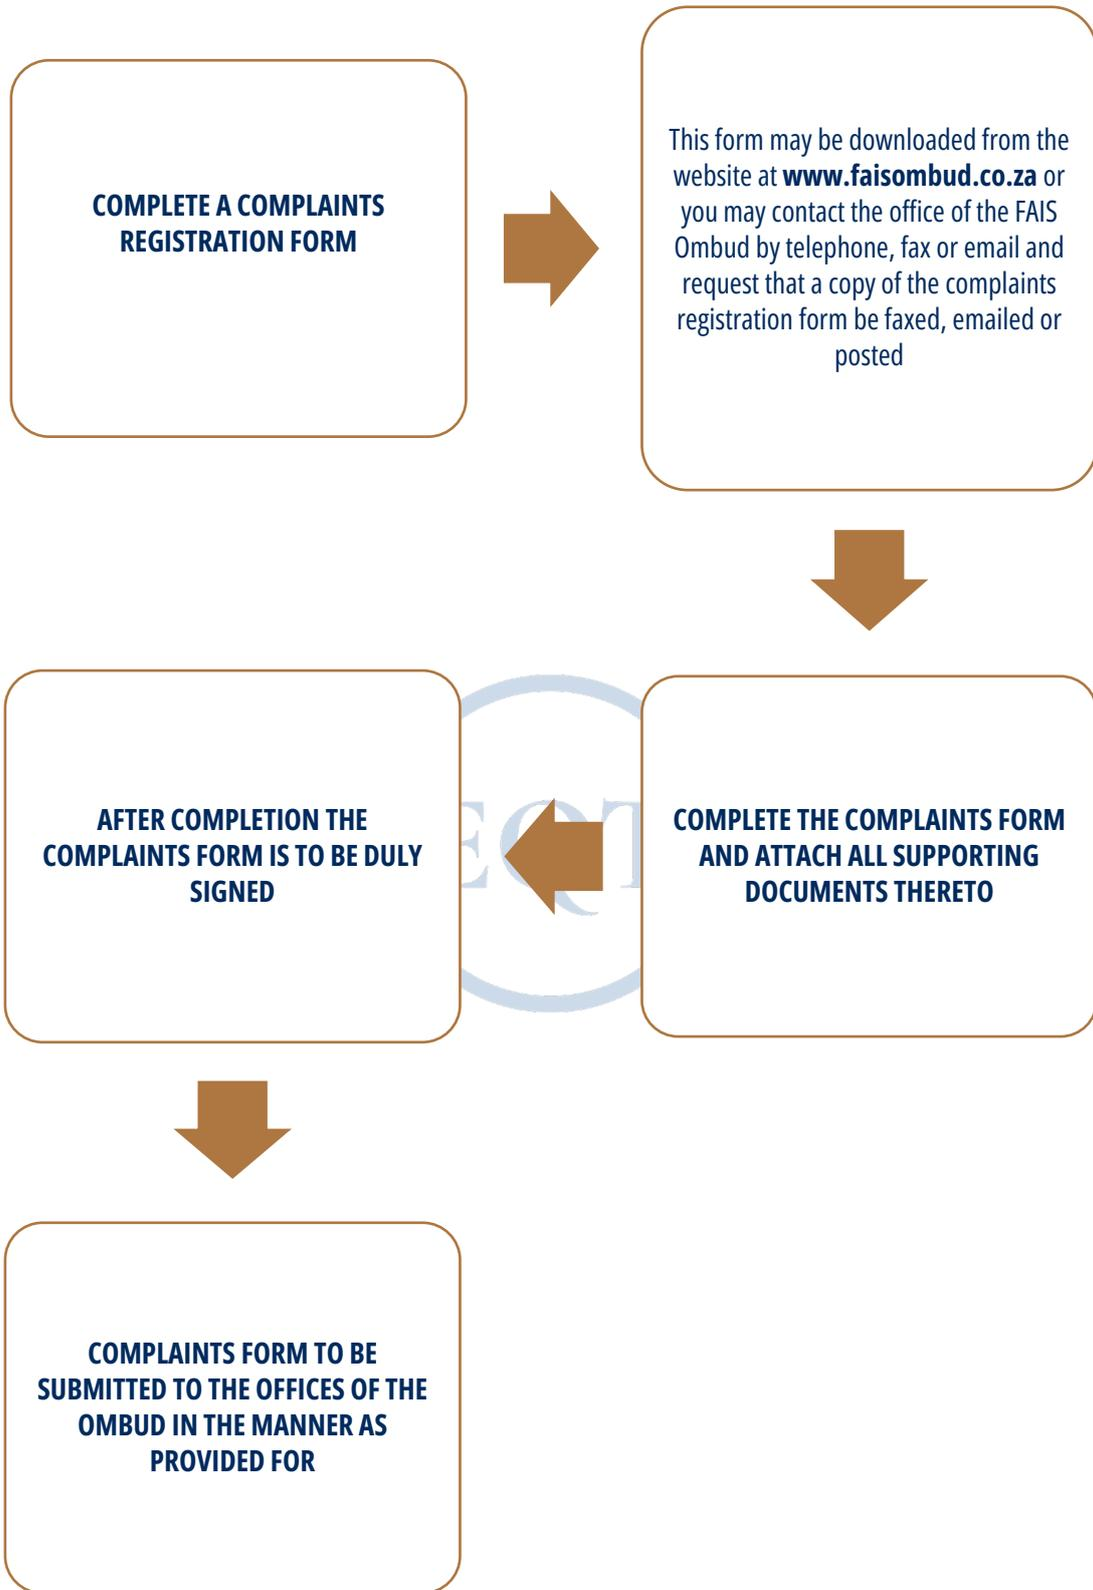 COMPLETE A COMPLAINTS
REGISTRATION FORM
This form may be downloaded from the
website at www.faisombud.co.za or
you may contact the office of the FAIS
Ombud by telephone, fax or email and
request that a copy of the complaints
registration form be faxed, emailed or
posted
COMPLETE THE COMPLAINTS FORM
AND ATTACH ALL SUPPORTING
DOCUMENTS THERETO
AFTER COMPLETION THE
COMPLAINTS FORM IS TO BE DULY
SIGNED
COMPLAINTS FORM TO BE
SUBMITTED TO THE OFFICES OF THE
OMBUD IN THE MANNER AS
PROVIDED FOR